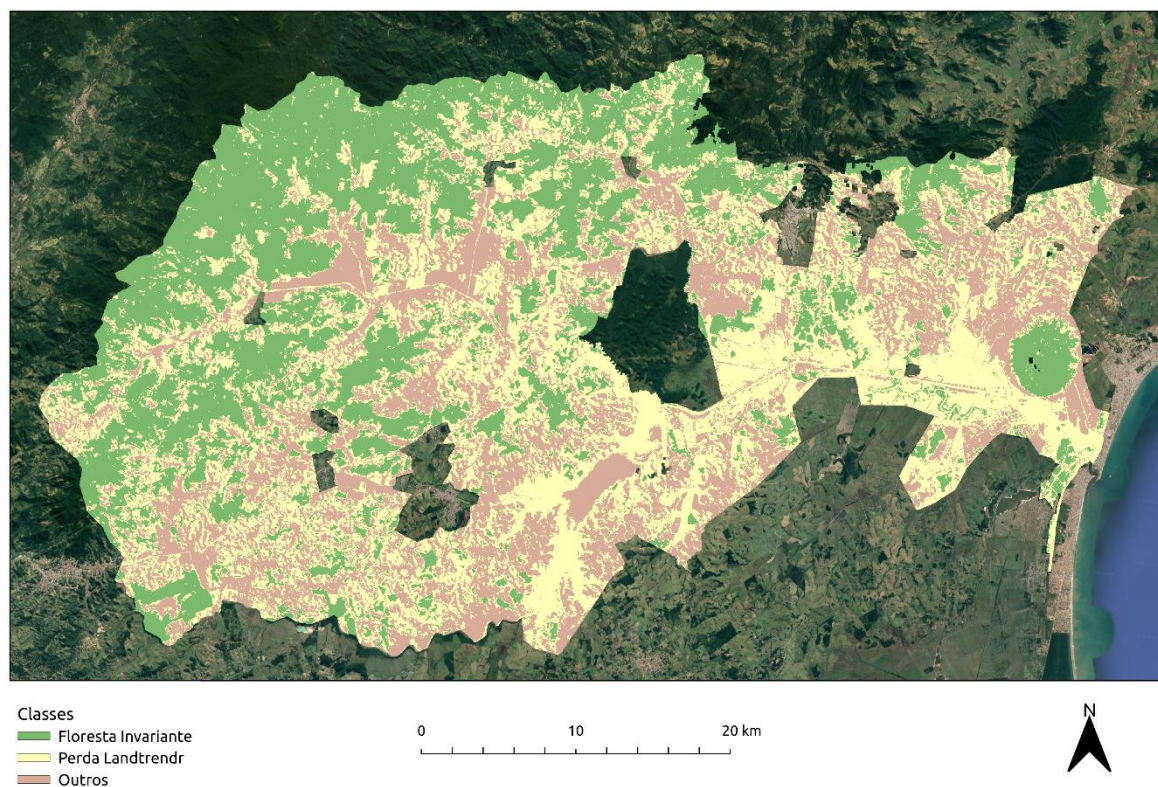 Classes
Floresta Invariante
Perda Landtrendr
Outros
0 10 20 km
N